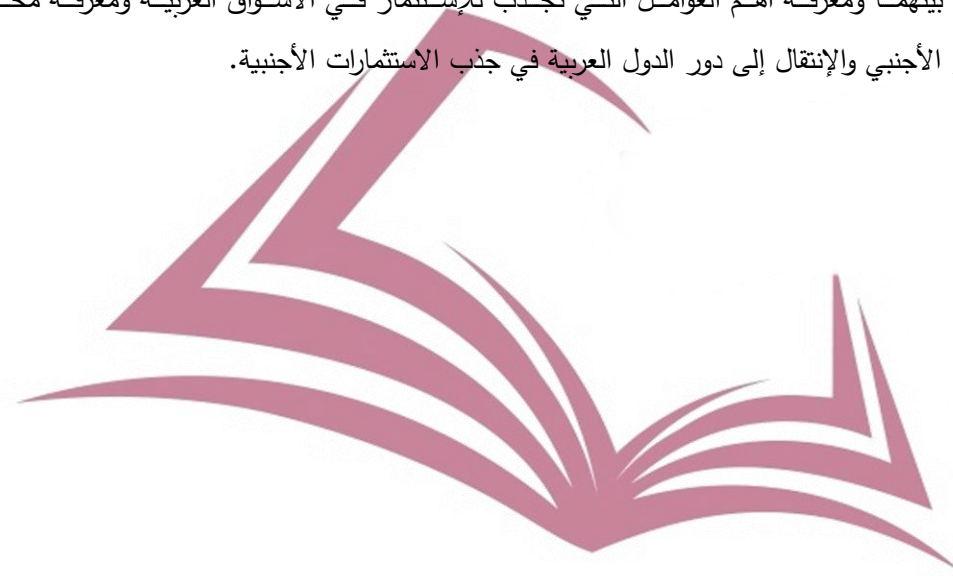 بينهما ومعرفة أهم العوامل التي تجذب للإستثمار في الأسواق العربية ومعرفة
الأجنبي والإنتقال إلى دور الدول العربية في جذب الاستثمارات الأجنبية.